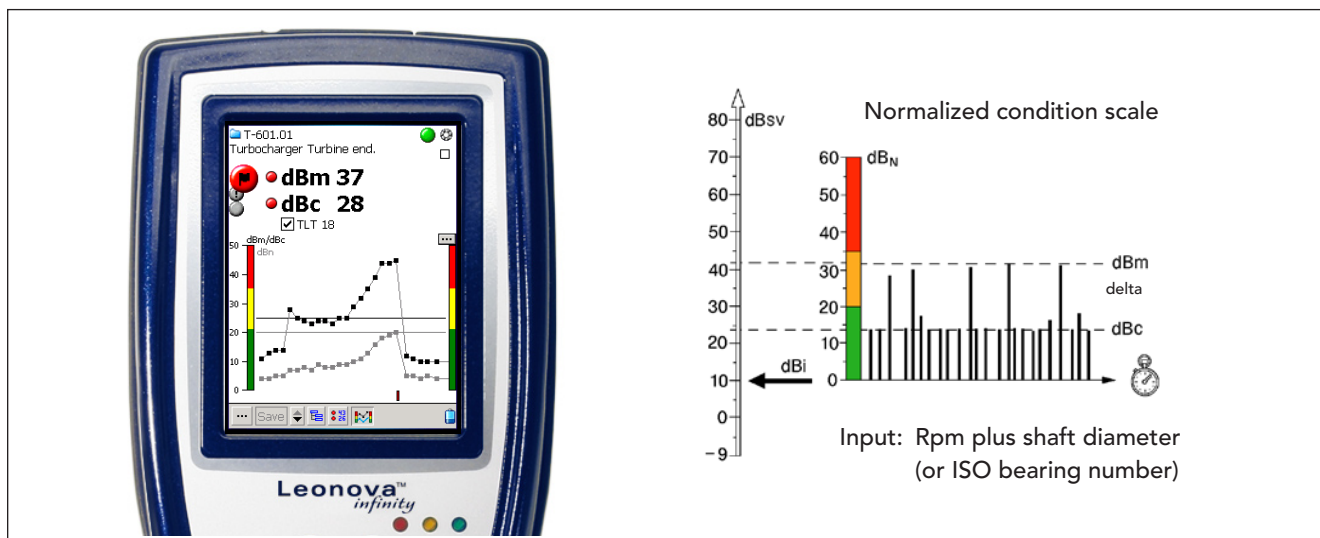 T-601.01
Turbocharger Turbine end.
dBm 37
dBc 28
TLT 18
dBm/dBc
dBn
50
40
30
20
10
0
... Save
Leonova™
infinity
Normalized condition scale
dBsv
80
70
60
50
40
30
20
10
0
-9
dBN
60
50
40
30
20
10
0
dBm
delta
dBc
dBi
Input: Rpm plus shaft diameter
(or ISO bearing number)